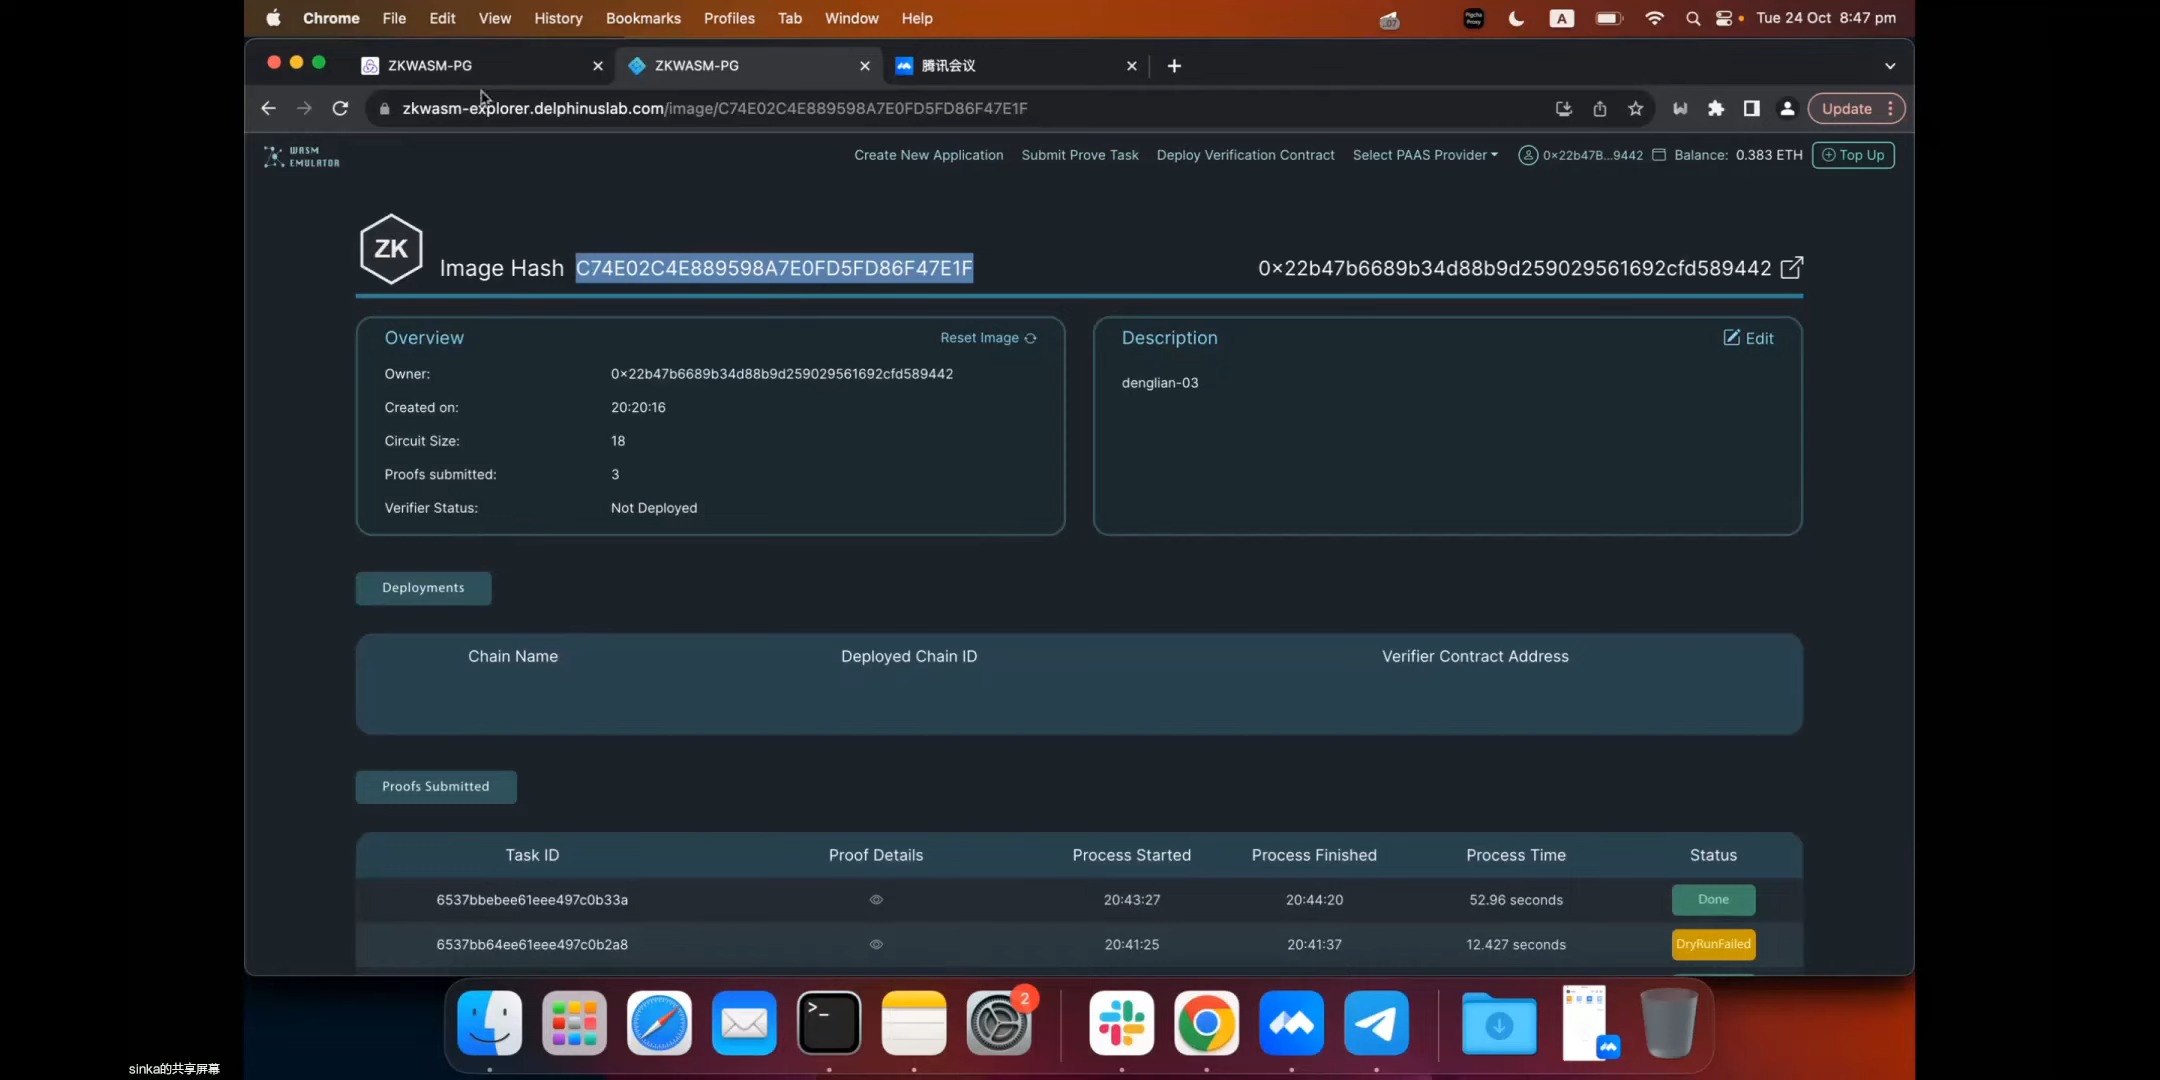 Chrome File Edit View History Bookmarks Profiles Tab Window Help
A Tue 24 Oct 8:47 pm
ZKWASM-PG ZKWASM-PG 腾讯会议
zkwasm-explorer.delphinuslab.com/image/C74E02C4E889598A7E0FD5FD86F47E1F
Update
WASM
EMULATOR
Create New Application Submit Prove Task Deploy Verification Contract Select PAAS Provider 0×22b47B...9442 Balance: 0.383 ETH Top Up
ZK
Image Hash C74E02C4E889598A7E0FD5FD86F47E1F
0×22b47b6689b34d88b9d259029561692cfd589442
Overview Reset Image
Owner: 0×22b47b6689b34d88b9d259029561692cfd589442
Created on: 20:20:16
Circuit Size: 18
Proofs submitted: 3
Verifier Status: Not Deployed
Description Edit
denglian-03
Deployments
Chain Name Deployed Chain ID Verifier Contract Address
Proofs Submitted
Task ID Proof Details Process Started Process Finished Process Time Status
6537bbebee61eee497c0b33a 20:43:27 20:44:20 52.96 seconds Done
6537bb64ee61eee497c0b2a8 20:41:25 20:41:37 12.427 seconds DryRunFailed
2
sinka的共享屏幕